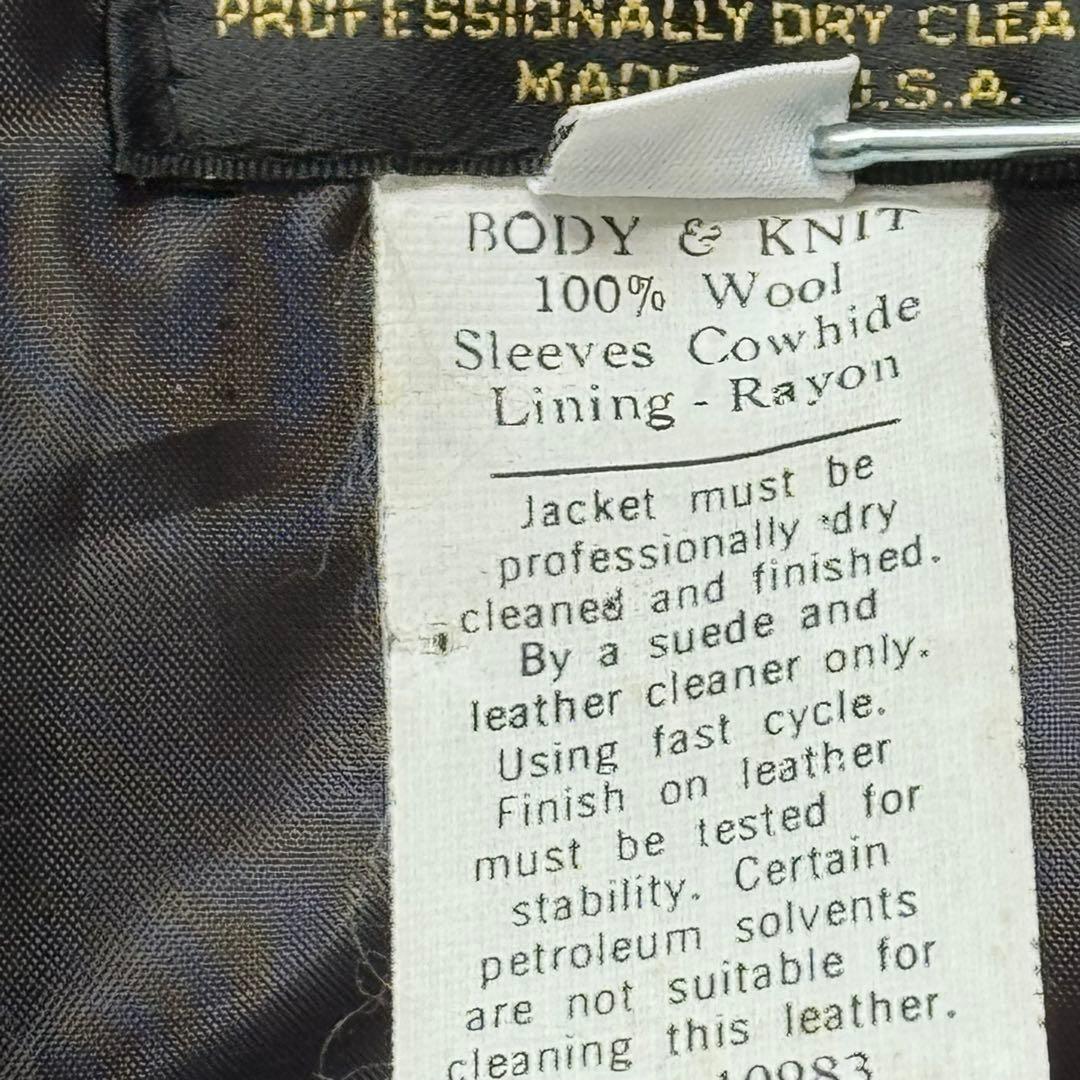 PROFESSIONALLY DRY CLEA
MADE U.S.A.
BODY & KNIT
100% Wool
Sleeves Cowhide
Lining - Rayon
Jacket must be
professionally dry
cleaned and finished.
By a suede and
leather cleaner only.
Using fast cycle.
Finish on leather
must be tested for
stability. Certain
petroleum solvents
are not suitable for
cleaning this leather.